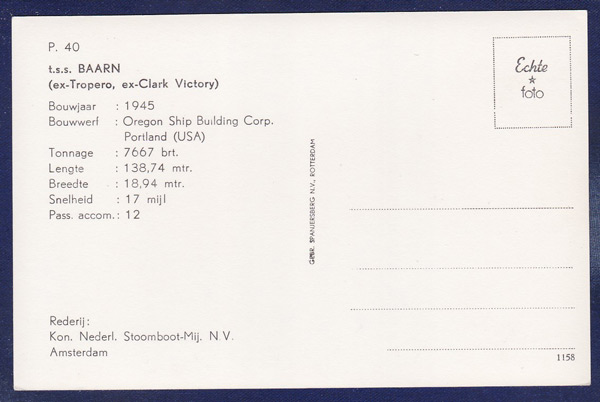 P. 40
t.s.s. BAARN
(ex-Tropero, ex-Clark Victory)
Bouwjaar : 1945
Bouwwerf : Oregon Ship Building Corp.
Portland (USA)
Tonnage : 7667 brt.
Lengte : 138,74 mtr.
Breedte : 18,94 mtr.
Snelheid : 17 mijl
Pass. accom. : 12
Rederij:
Kon. Nederl. Stoomboot-Mij. N.V.
Amsterdam
GEBR. SPANJERSBERG N.V., ROTTERDAM
Echte
foto
1158